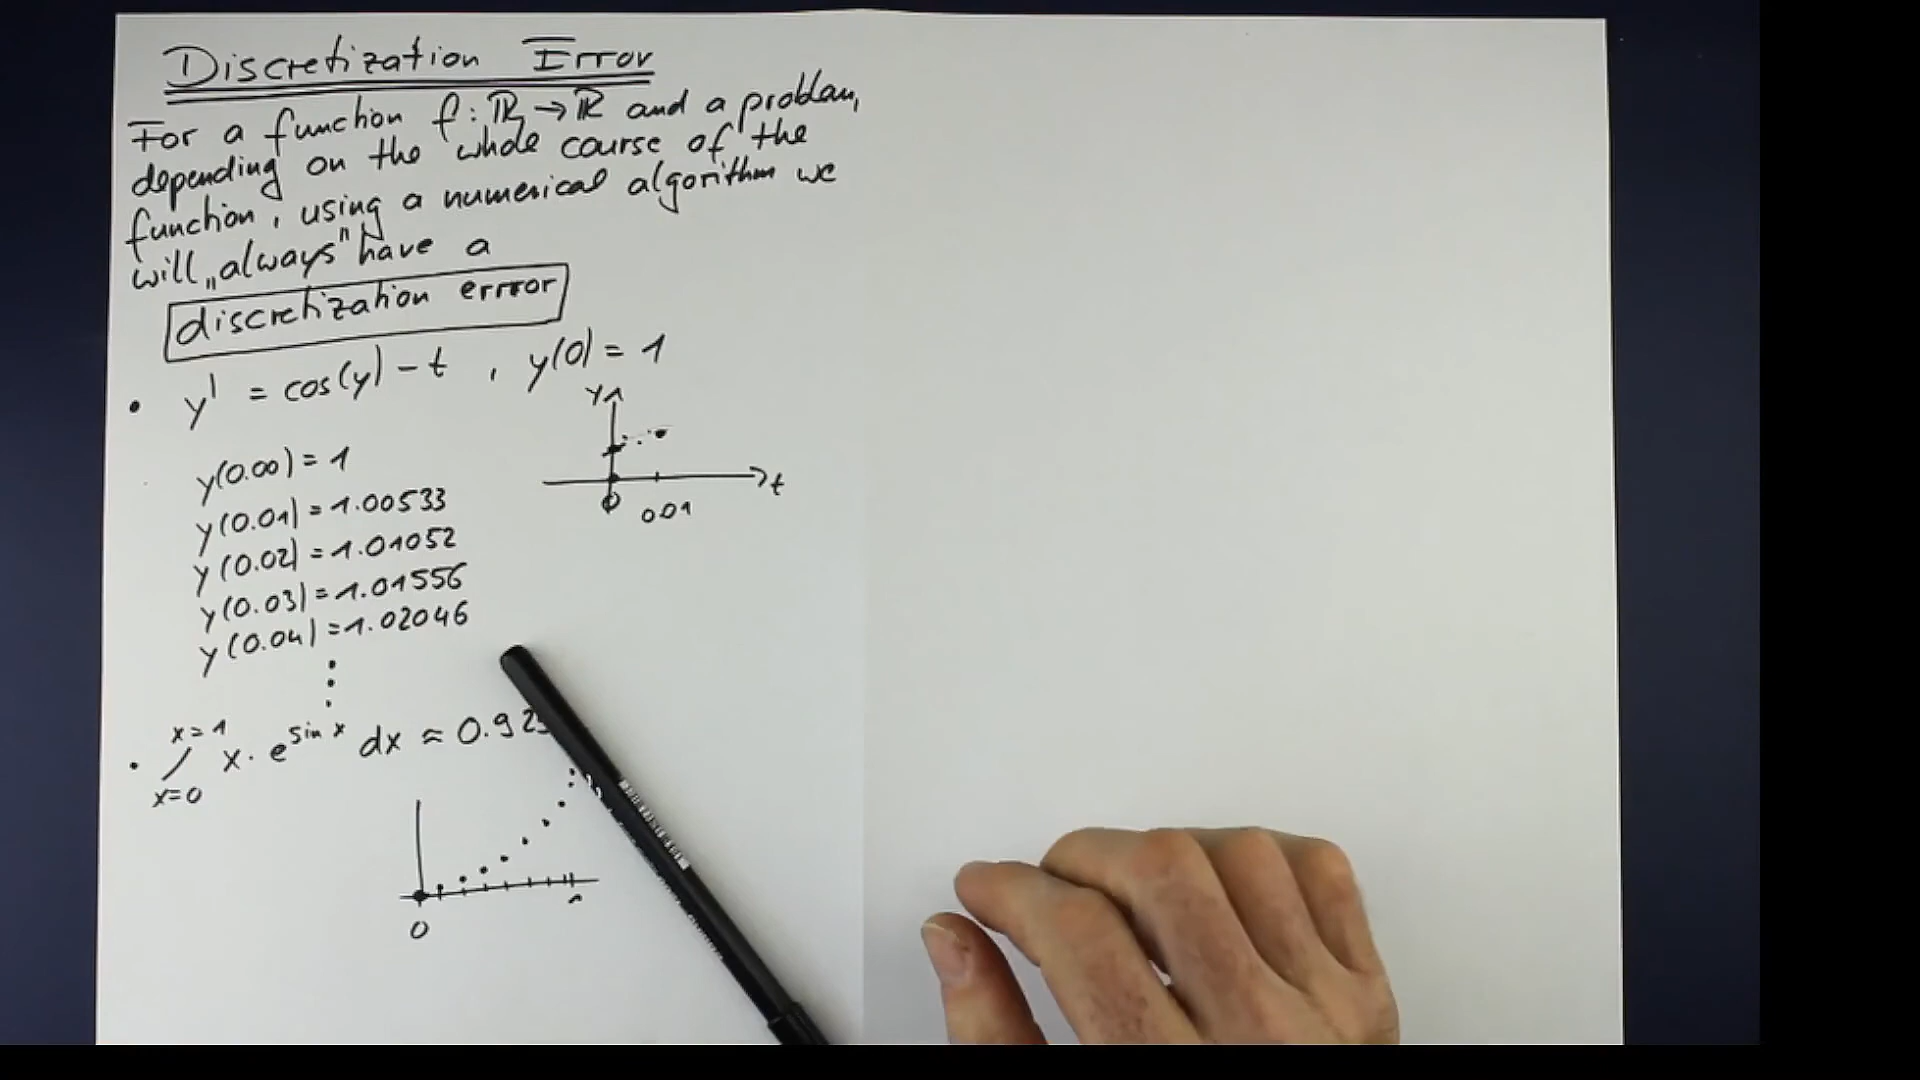 Discretization Error
For a function f: ℝ → ℝ and a problem,
depending on the whole course of the
function, using a numerical algorithm we
will „always" have a
discretization errror
• y' = cos(y) - t , y(0) = 1
y
y(0.00) = 1
t
0
0.01
y(0.01) = 1.00533
y(0.02) = 1.01052
y(0.03) = 1.01556
y(0.04) = 1.02046
⋮
x=1
• ∫ x · e^sin x dx ≈ 0.92
x=0
0
1